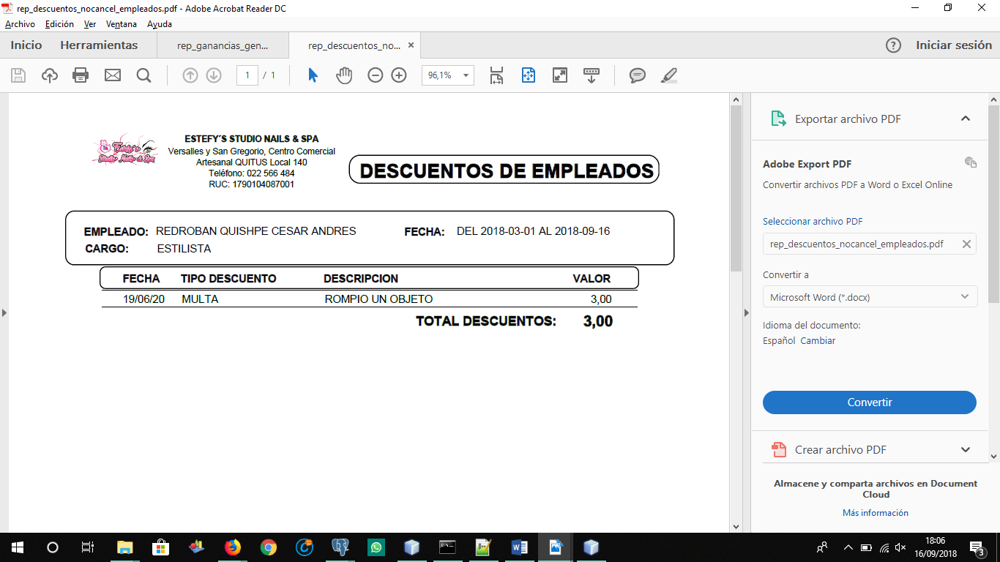 rep_descuentos_nocancel_empleados.pdf - Adobe Acrobat Reader DC
Archivo Edición Ver Ventana Ayuda
Inicio Herramientas rep_ganancias_gen... rep_descuentos_no... × Iniciar sesión
1 / 1 96,1%
ESTEFY´S STUDIO NAILS & SPA
Versalles y San Gregorio, Centro Comercial
Artesanal QUITUS Local 140
Teléfono: 022 566 484
RUC: 1790104087001
DESCUENTOS DE EMPLEADOS
EMPLEADO: REDROBAN QUISHPE CESAR ANDRES FECHA: DEL 2018-03-01 AL 2018-09-16
CARGO: ESTILISTA
FECHA TIPO DESCUENTO DESCRIPCION VALOR
19/06/20 MULTA ROMPIO UN OBJETO 3,00
TOTAL DESCUENTOS: 3,00
Exportar archivo PDF
Adobe Export PDF
Convertir archivos PDF a Word o Excel Online
Seleccionar archivo PDF
rep_descuentos_nocancel_empleados.pdf
Convertir a
Microsoft Word (*.docx)
Idioma del documento:
Español Cambiar
Convertir
Crear archivo PDF
Almacene y comparta archivos en Document
Cloud
Más información
18:06
16/09/2018
3